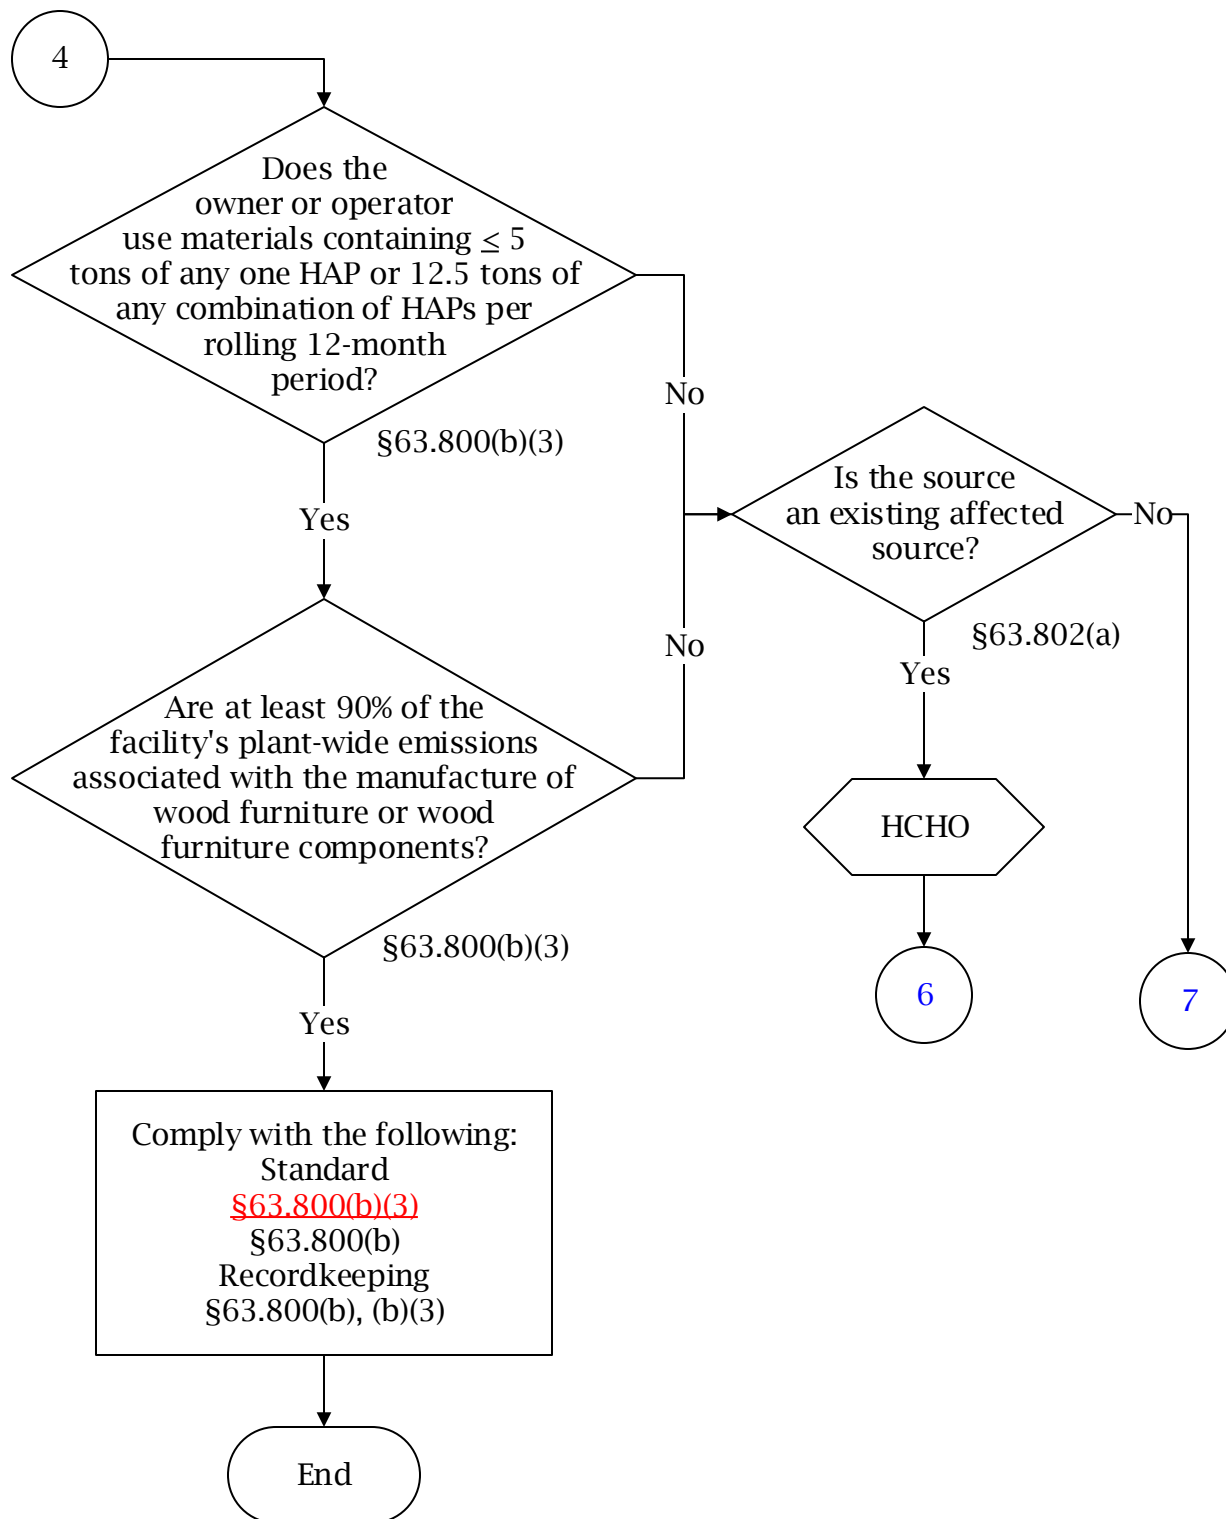 4
Does the
owner or operator
use materials containing ≤ 5
tons of any one HAP or 12.5 tons of
any combination of HAPs per
rolling 12-month
period?
§63.800(b)(3)
No
Yes
Is the source
an existing affected
source?
§63.802(a)
No
Yes
HCHO
6
7
No
Are at least 90% of the
facility's plant-wide emissions
associated with the manufacture of
wood furniture or wood
furniture components?
§63.800(b)(3)
Yes
Comply with the following:
Standard
§63.800(b)(3)
§63.800(b)
Recordkeeping
§63.800(b), (b)(3)
End